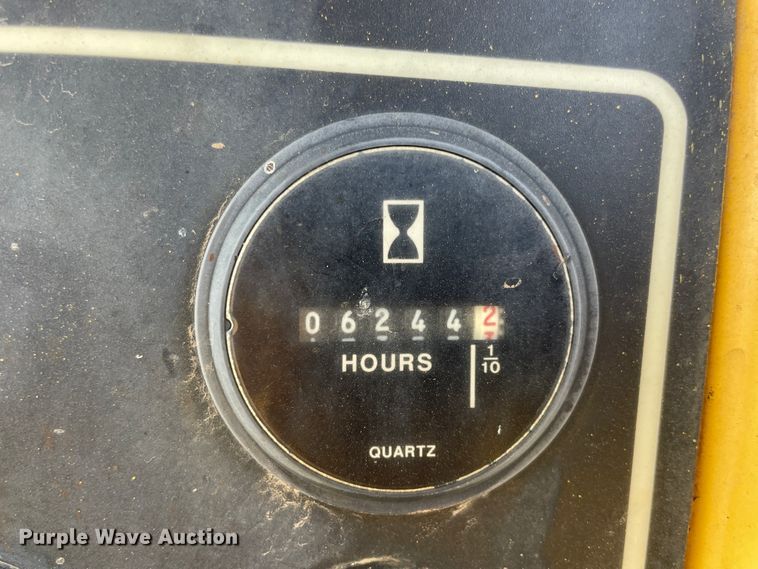 062442
HOURS
1/10
QUARTZ
Purple Wave Auction